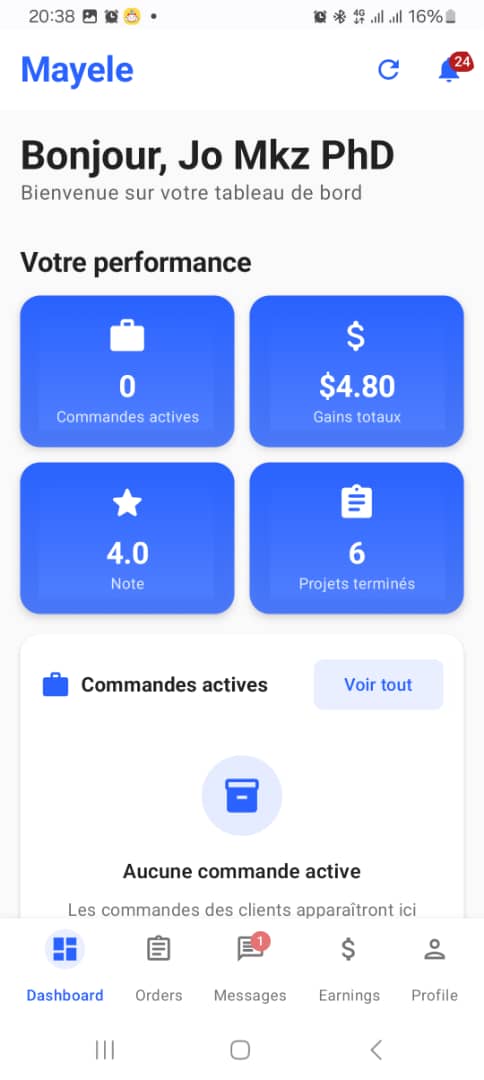 20:38 4G 16%
Mayele 24
Bonjour, Jo Mkz PhD
Bienvenue sur votre tableau de bord
Votre performance
0 $4.80
Commandes actives Gains totaux
4.0 6
Note Projets terminés
Commandes actives Voir tout
Aucune commande active
Les commandes des clients apparaîtront ici
1
Dashboard Orders Messages Earnings Profile